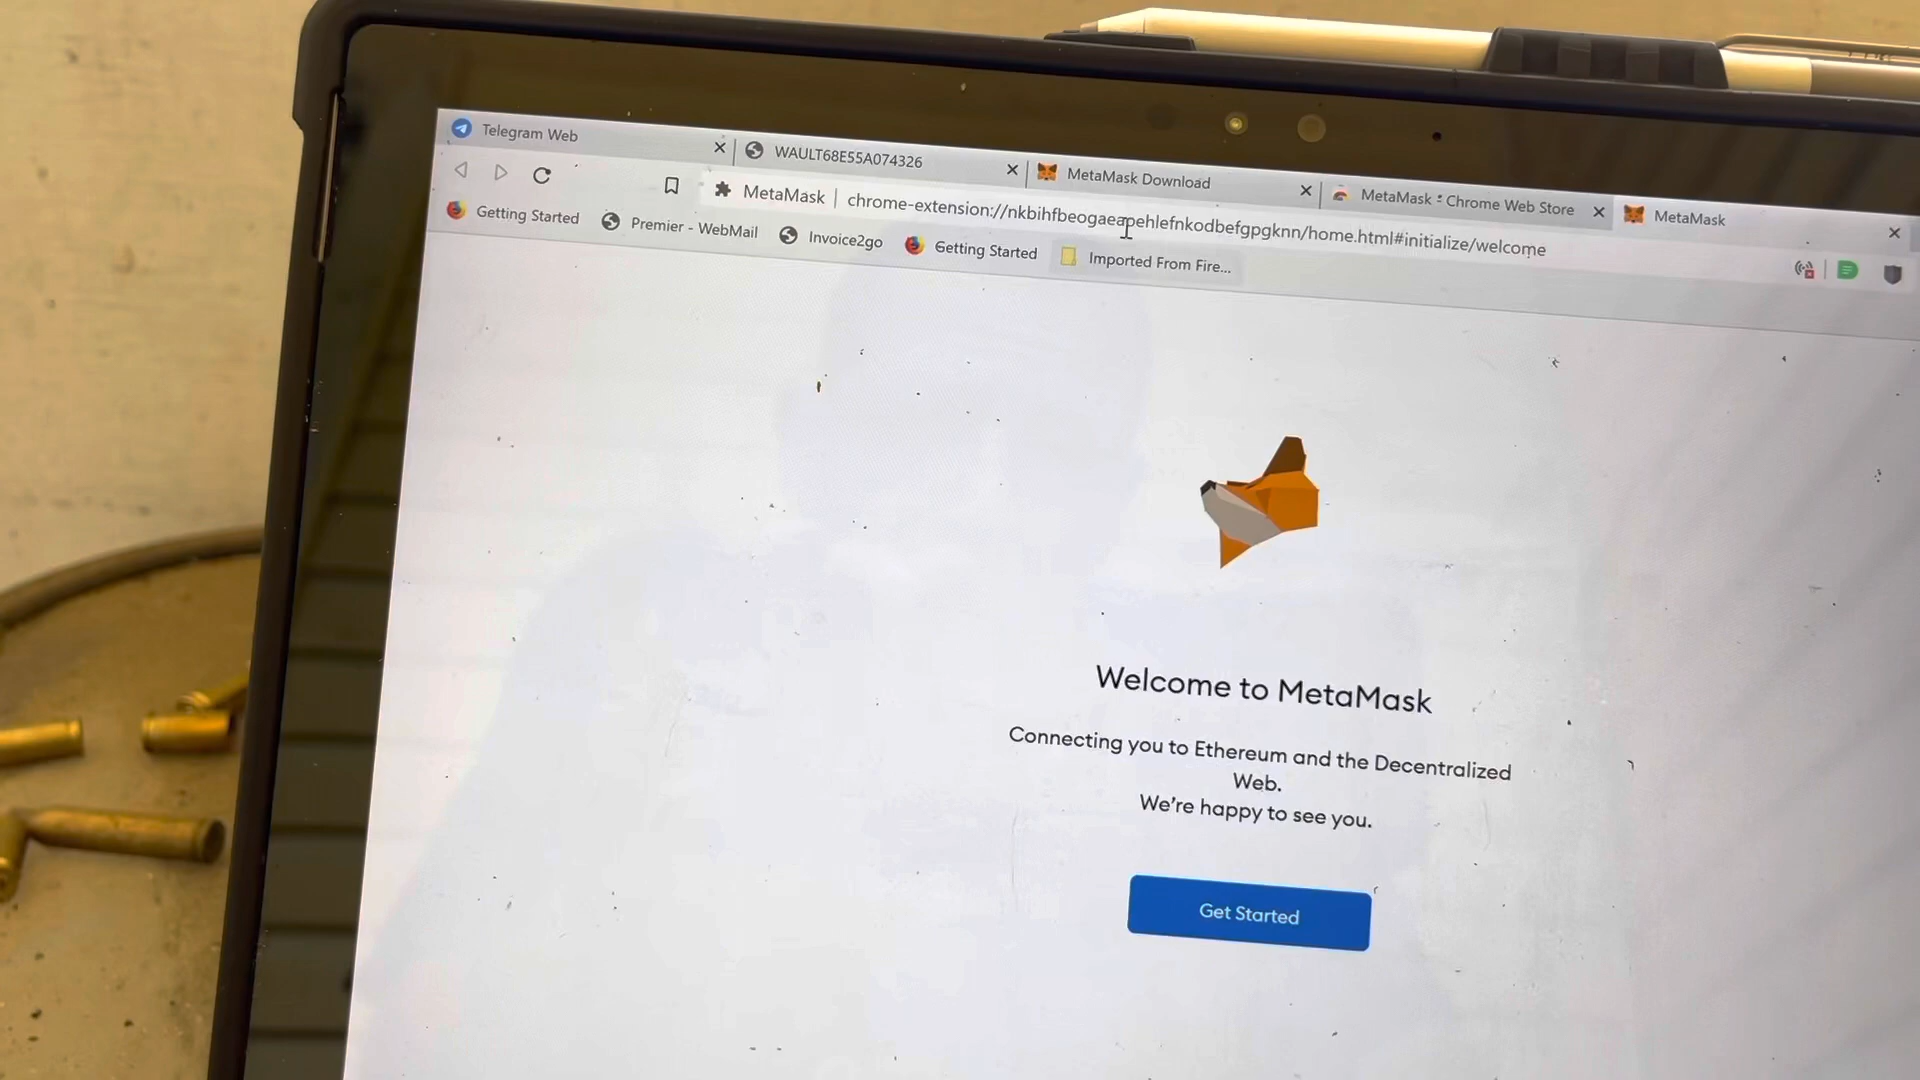 Telegram Web
WAULT68E55A074326
MetaMask Download
MetaMask - Chrome Web Store
MetaMask
MetaMask | chrome-extension://nkbihfbeogaeaoehlefnkodbefgpgknn/home.html#initialize/welcome
Getting Started
Premier - WebMail
Invoice2go
Getting Started
Imported From Fire...
Welcome to MetaMask
Connecting you to Ethereum and the Decentralized
Web.
We're happy to see you.
Get Started